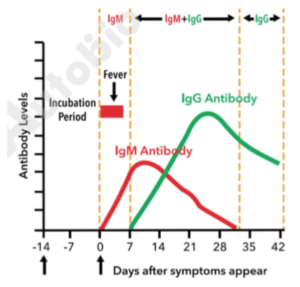 IgM
IgM+IgG
IgG
Fever
Incubation
Period
IgG Antibody
IgM Antibody
Antibody Levels
-14 -7 0 7 14 21 28 35 42
Days after symptoms appear